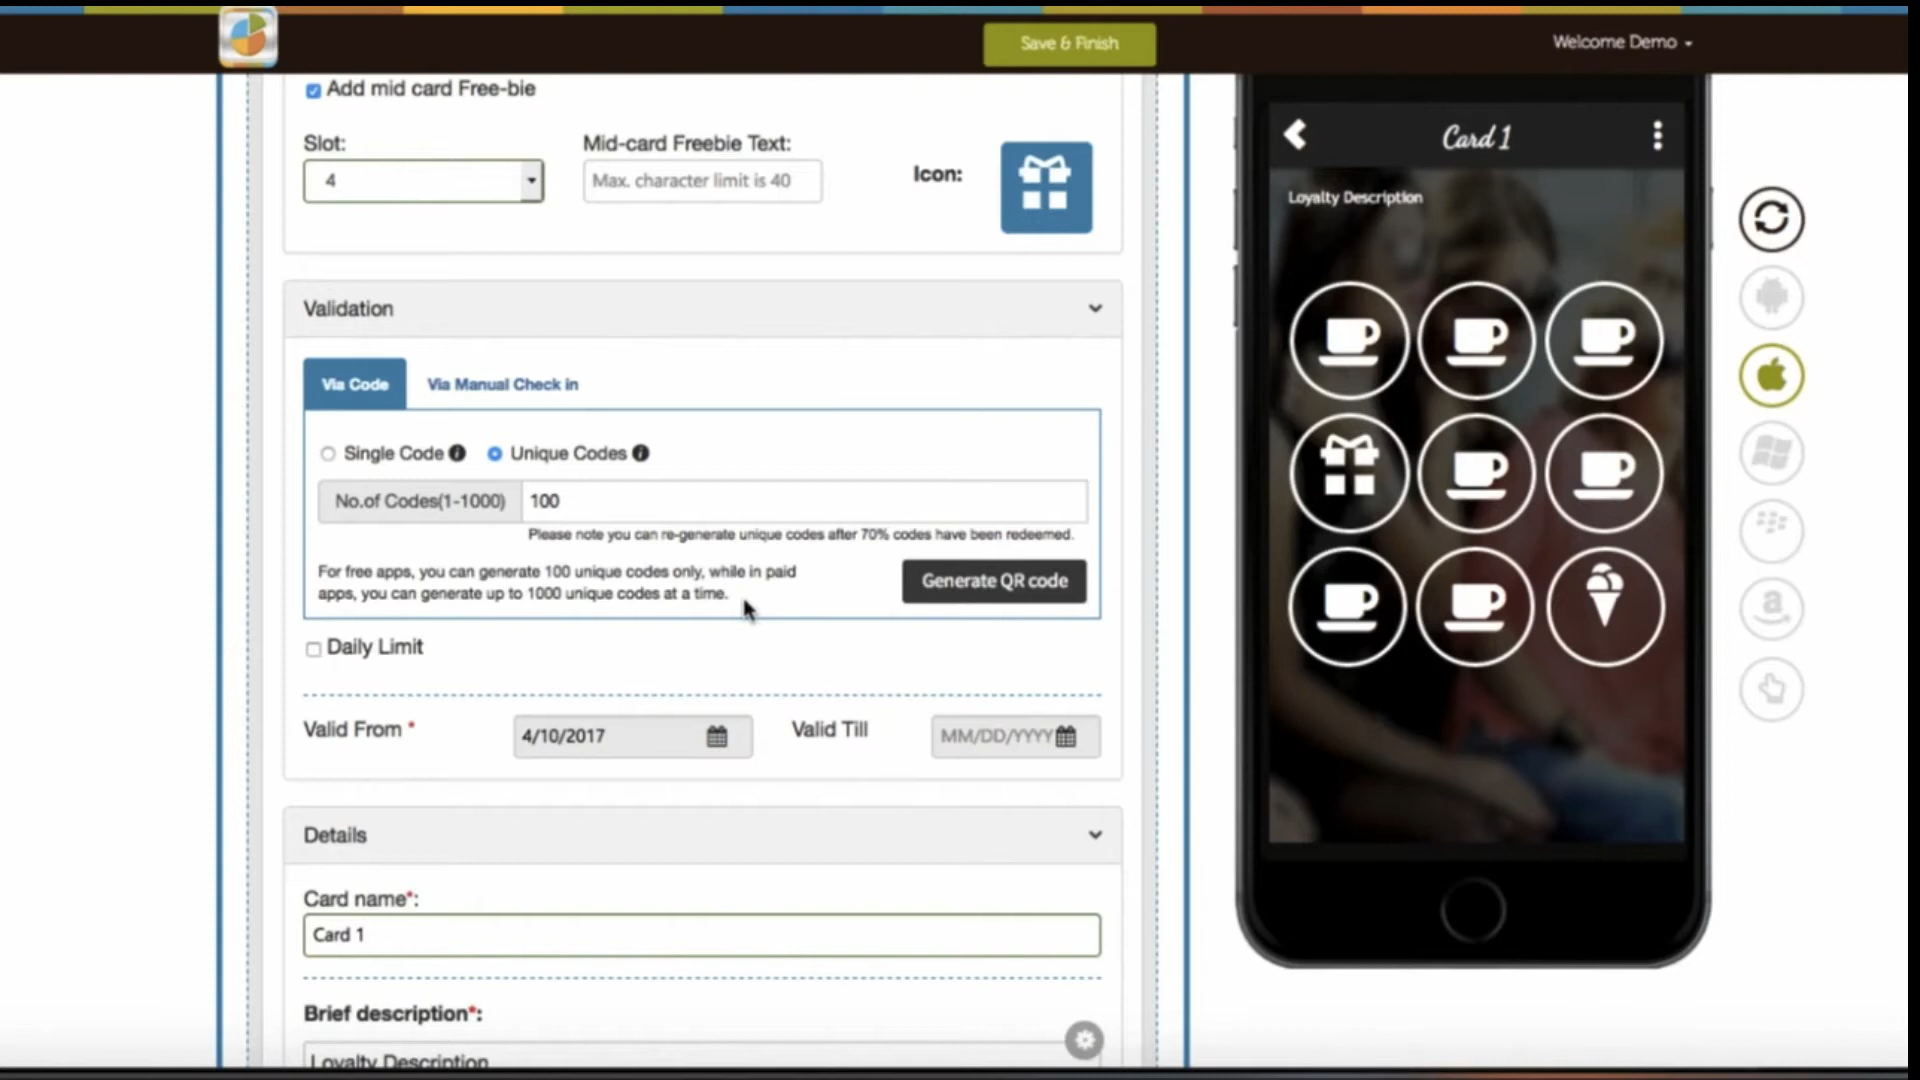 Save & Finish
Welcome Demo
Add mid card Free-bie
Slot:
Mid-card Freebie Text:
Icon:
4
Max. character limit is 40
Validation
Via Code
Via Manual Check in
Single Code
Unique Codes
No.of Codes(1-1000)
100
Please note you can re-generate unique codes after 70% codes have been redeemed.
For free apps, you can generate 100 unique codes only, while in paid
apps, you can generate up to 1000 unique codes at a time.
Generate QR code
Daily Limit
Valid From *
4/10/2017
Valid Till
MM/DD/YYYY
Details
Card name*:
Card 1
Brief description*:
Loyalty Description
Card 1
Loyalty Description